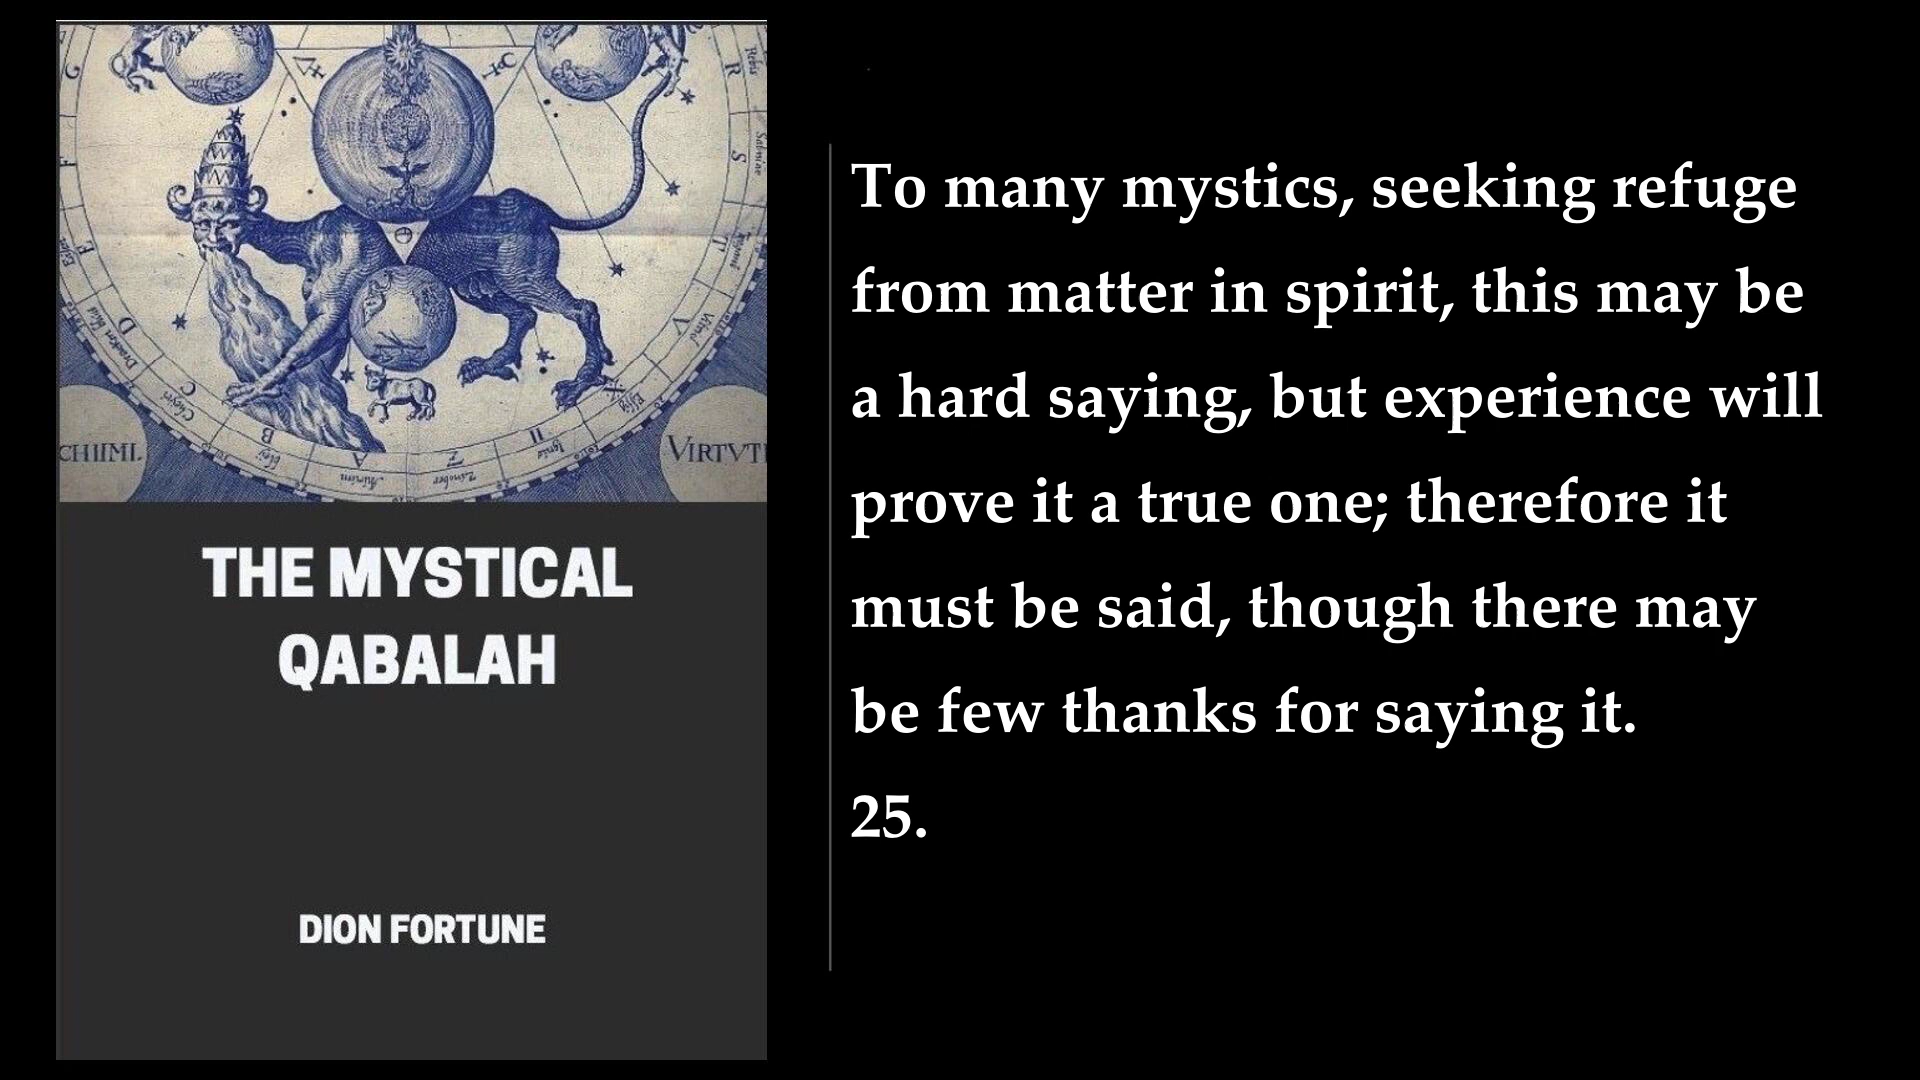 CHIIMI.
VIRTVT
THE MYSTICAL
QABALAH
DION FORTUNE
To many mystics, seeking refuge
from matter in spirit, this may be
a hard saying, but experience will
prove it a true one; therefore it
must be said, though there may
be few thanks for saying it.
25.